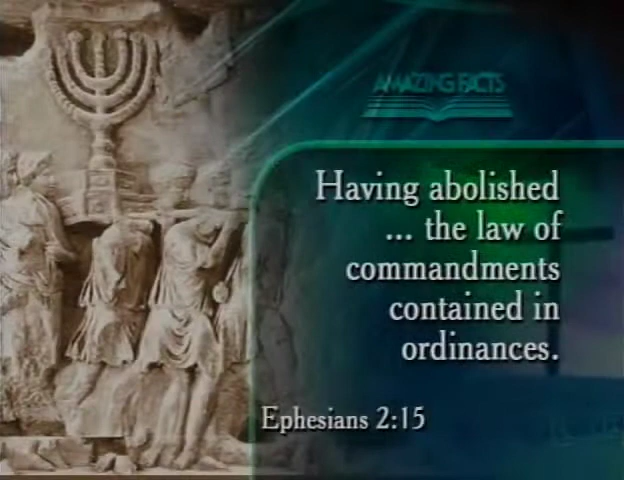 AMAZING FACTS
Having abolished
... the law of
commandments
contained in
ordinances.
Ephesians 2:15